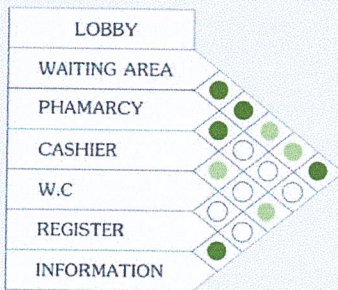 LOBBY
WAITING AREA
PHAMARCY
CASHIER
W.C
REGISTER
INFORMATION